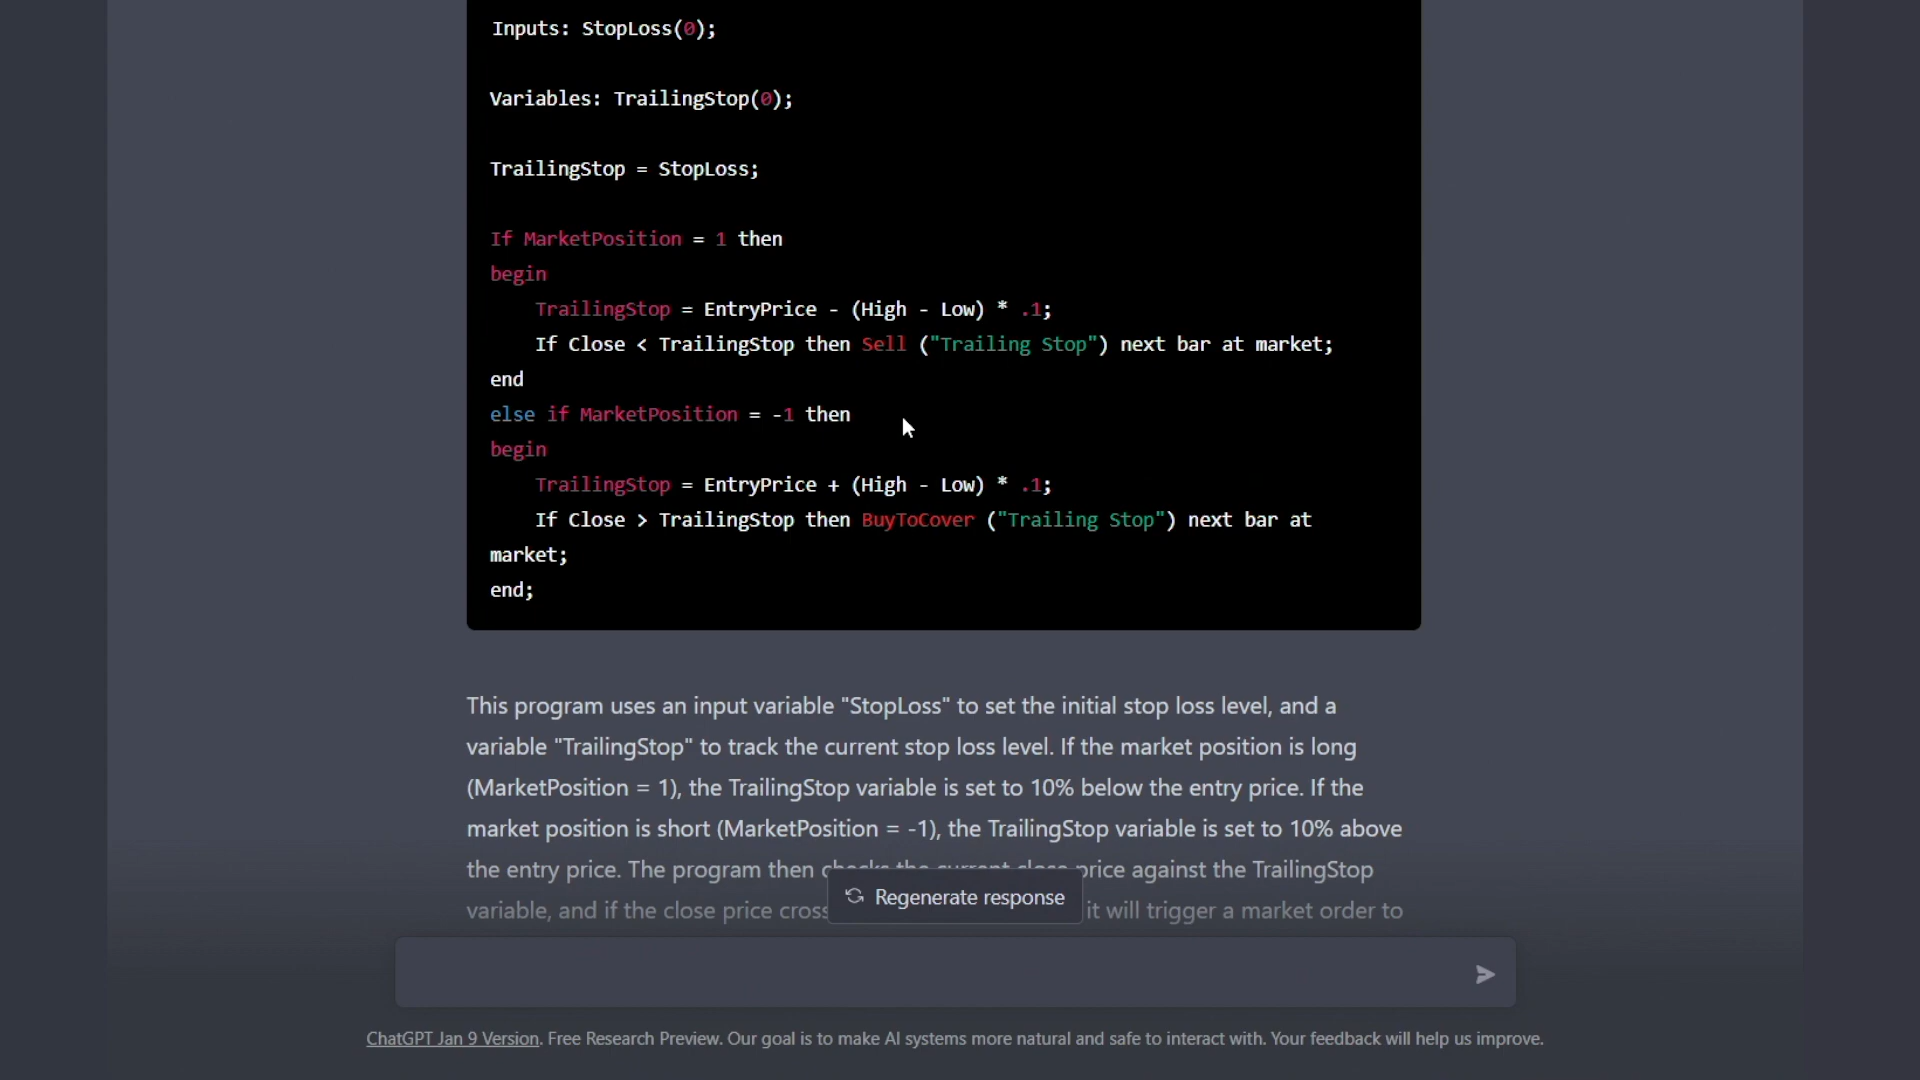 Inputs: StopLoss(0);
Variables: TrailingStop(0);
TrailingStop = StopLoss;
If MarketPosition = 1 then
begin
TrailingStop = EntryPrice - (High - Low) * .1;
If Close < TrailingStop then Sell ("Trailing Stop") next bar at market;
end
else if MarketPosition = -1 then
begin
TrailingStop = EntryPrice + (High - Low) * .1;
If Close > TrailingStop then BuyToCover ("Trailing Stop") next bar at
market;
end;
This program uses an input variable "StopLoss" to set the initial stop loss level, and a
variable "TrailingStop" to track the current stop loss level. If the market position is long
(MarketPosition = 1), the TrailingStop variable is set to 10% below the entry price. If the
market position is short (MarketPosition = -1), the TrailingStop variable is set to 10% above
the entry price. The program then checks the current close price against the TrailingStop
variable, and if the close price cross it will trigger a market order to
Regenerate response
ChatGPT Jan 9 Version. Free Research Preview. Our goal is to make AI systems more natural and safe to interact with. Your feedback will help us improve.